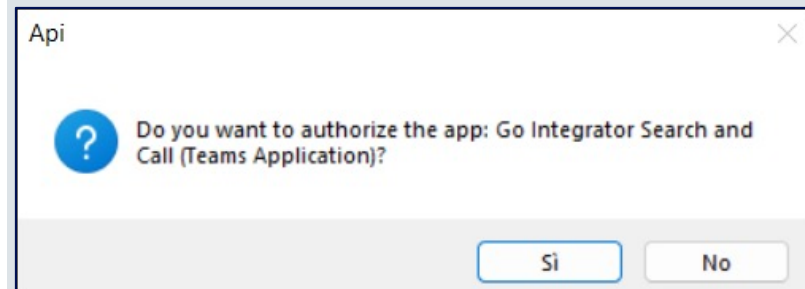 Api
Do you want to authorize the app: Go Integrator Search and
Call (Teams Application)?
Sì
No